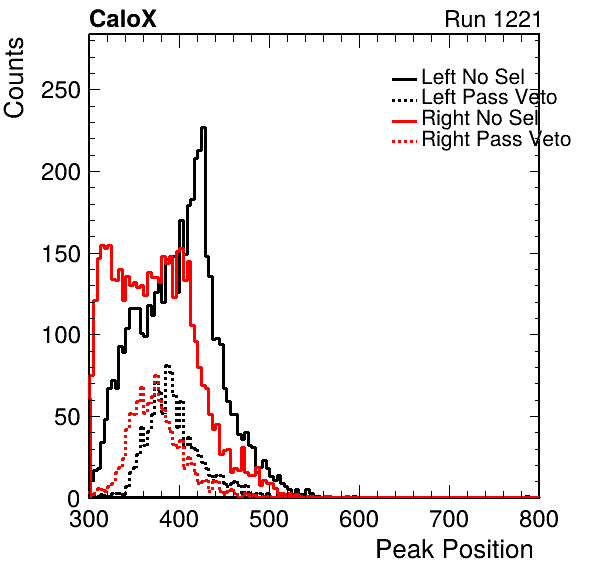 CaloX Run 1221
Counts
Left No Sel
Left Pass Veto
Right No Sel
Right Pass Veto
250
200
150
100
50
0
300 400 500 600 700 800
Peak Position